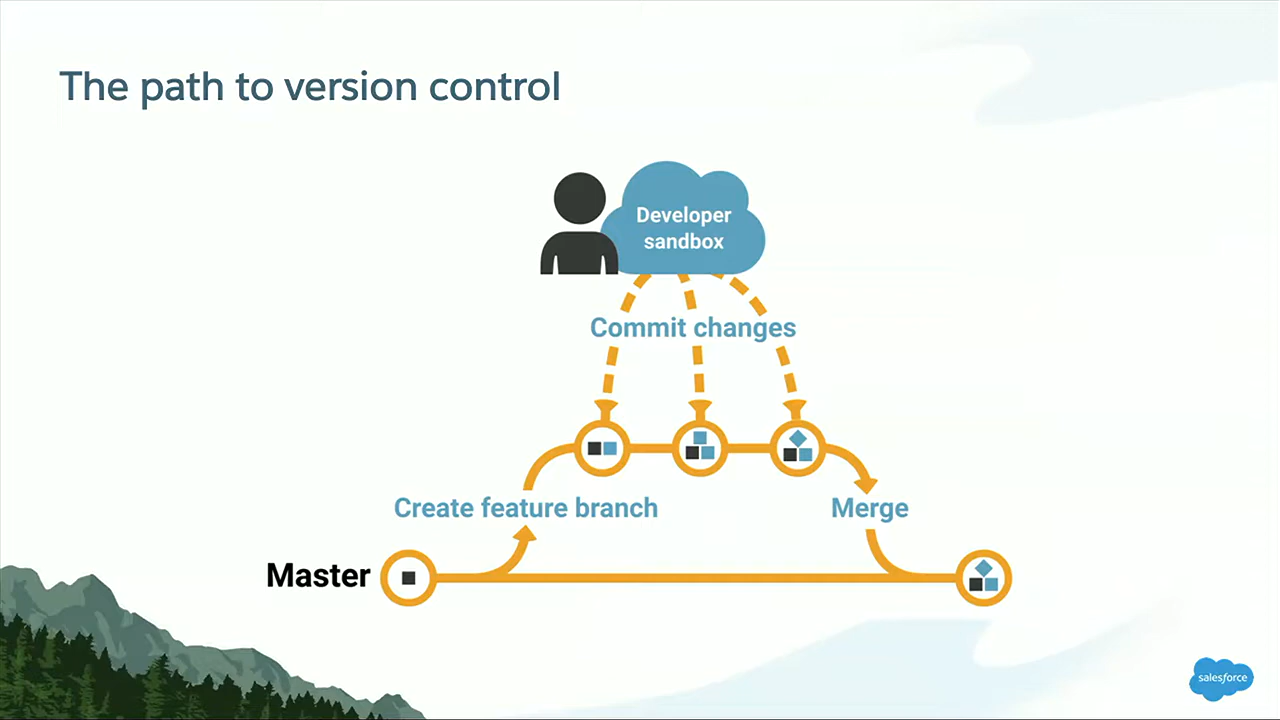 The path to version control
Developer
sandbox
Commit changes
Create feature branch
Merge
Master
salesforce